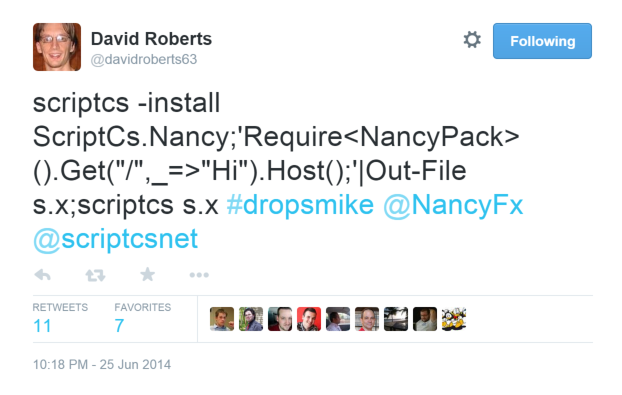 David Roberts
@davidroberts63
Following
scriptcs -install
ScriptCs.Nancy;'Require<NancyPack>
().Get("/",_=>"Hi").Host();'|Out-File
s.x;scriptcs s.x #dropsmike @NancyFx
@scriptcsnet
RETWEETS FAVORITES
11 7
10:18 PM - 25 Jun 2014